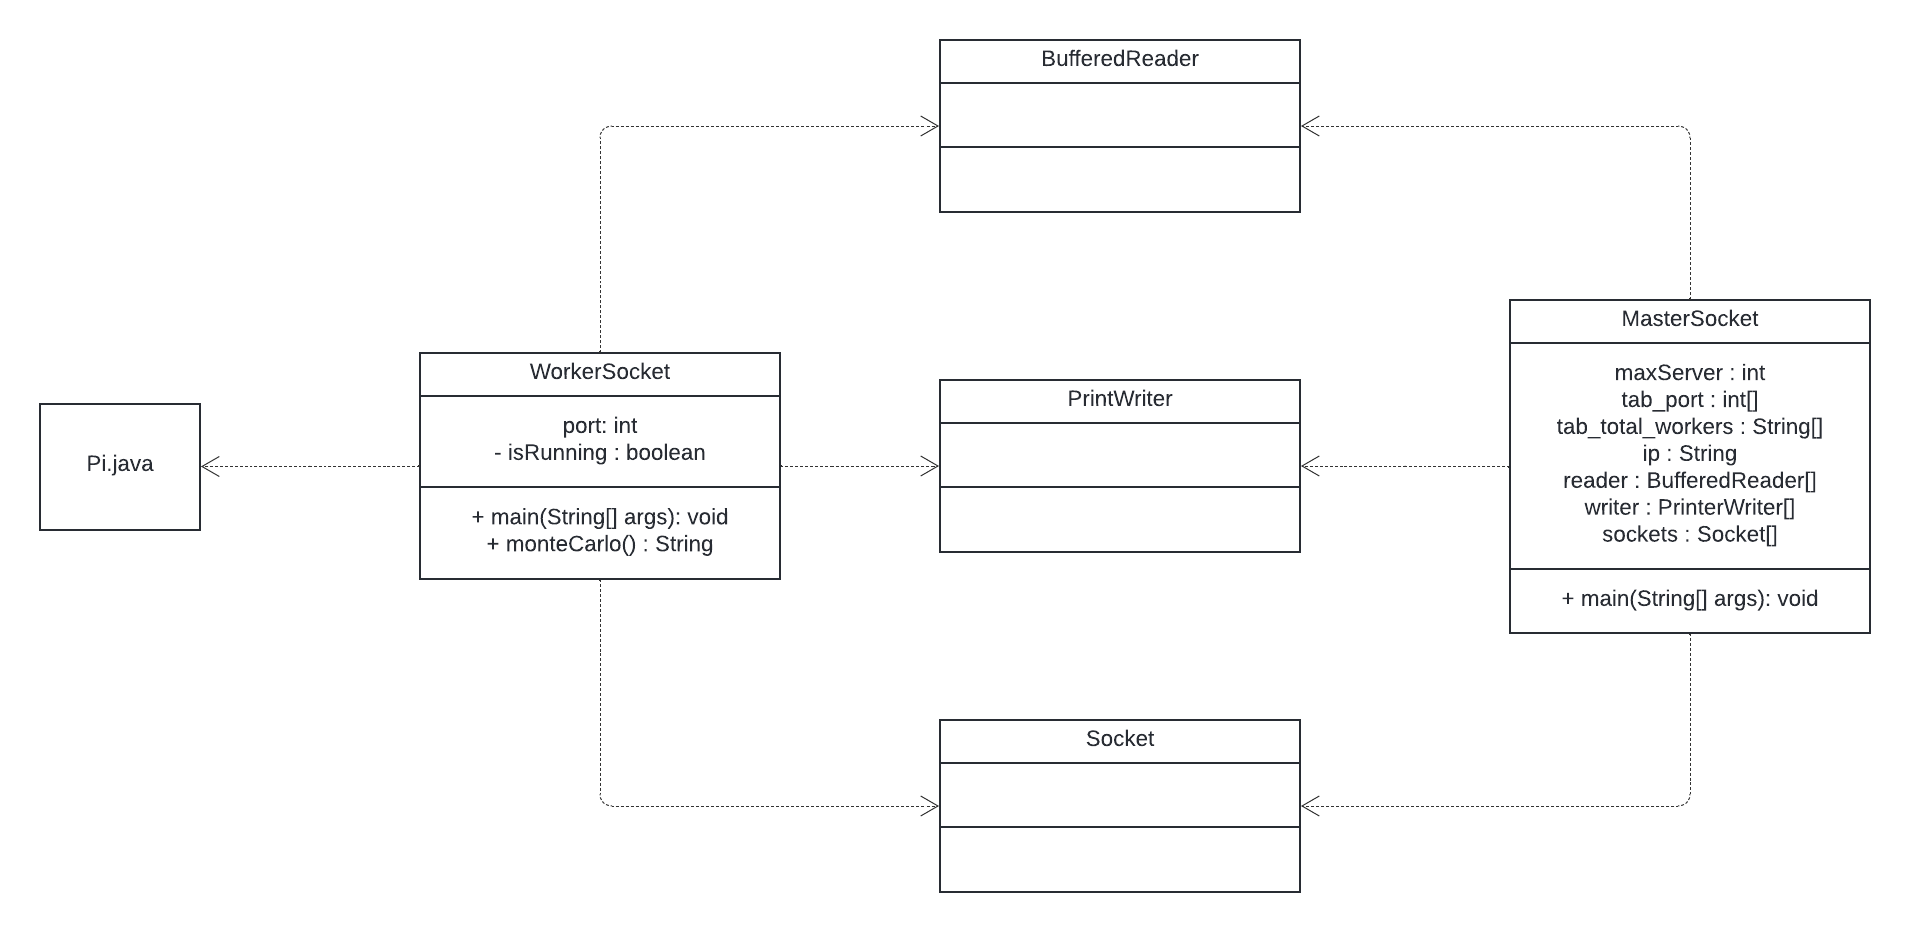 BufferedReader
WorkerSocket
port: int
- isRunning : boolean
+ main(String[] args): void
+ monteCarlo() : String
Pi.java
PrintWriter
MasterSocket
maxServer : int
tab_port : int[]
tab_total_workers : String[]
ip : String
reader : BufferedReader[]
writer : PrinterWriter[]
sockets : Socket[]
+ main(String[] args): void
Socket